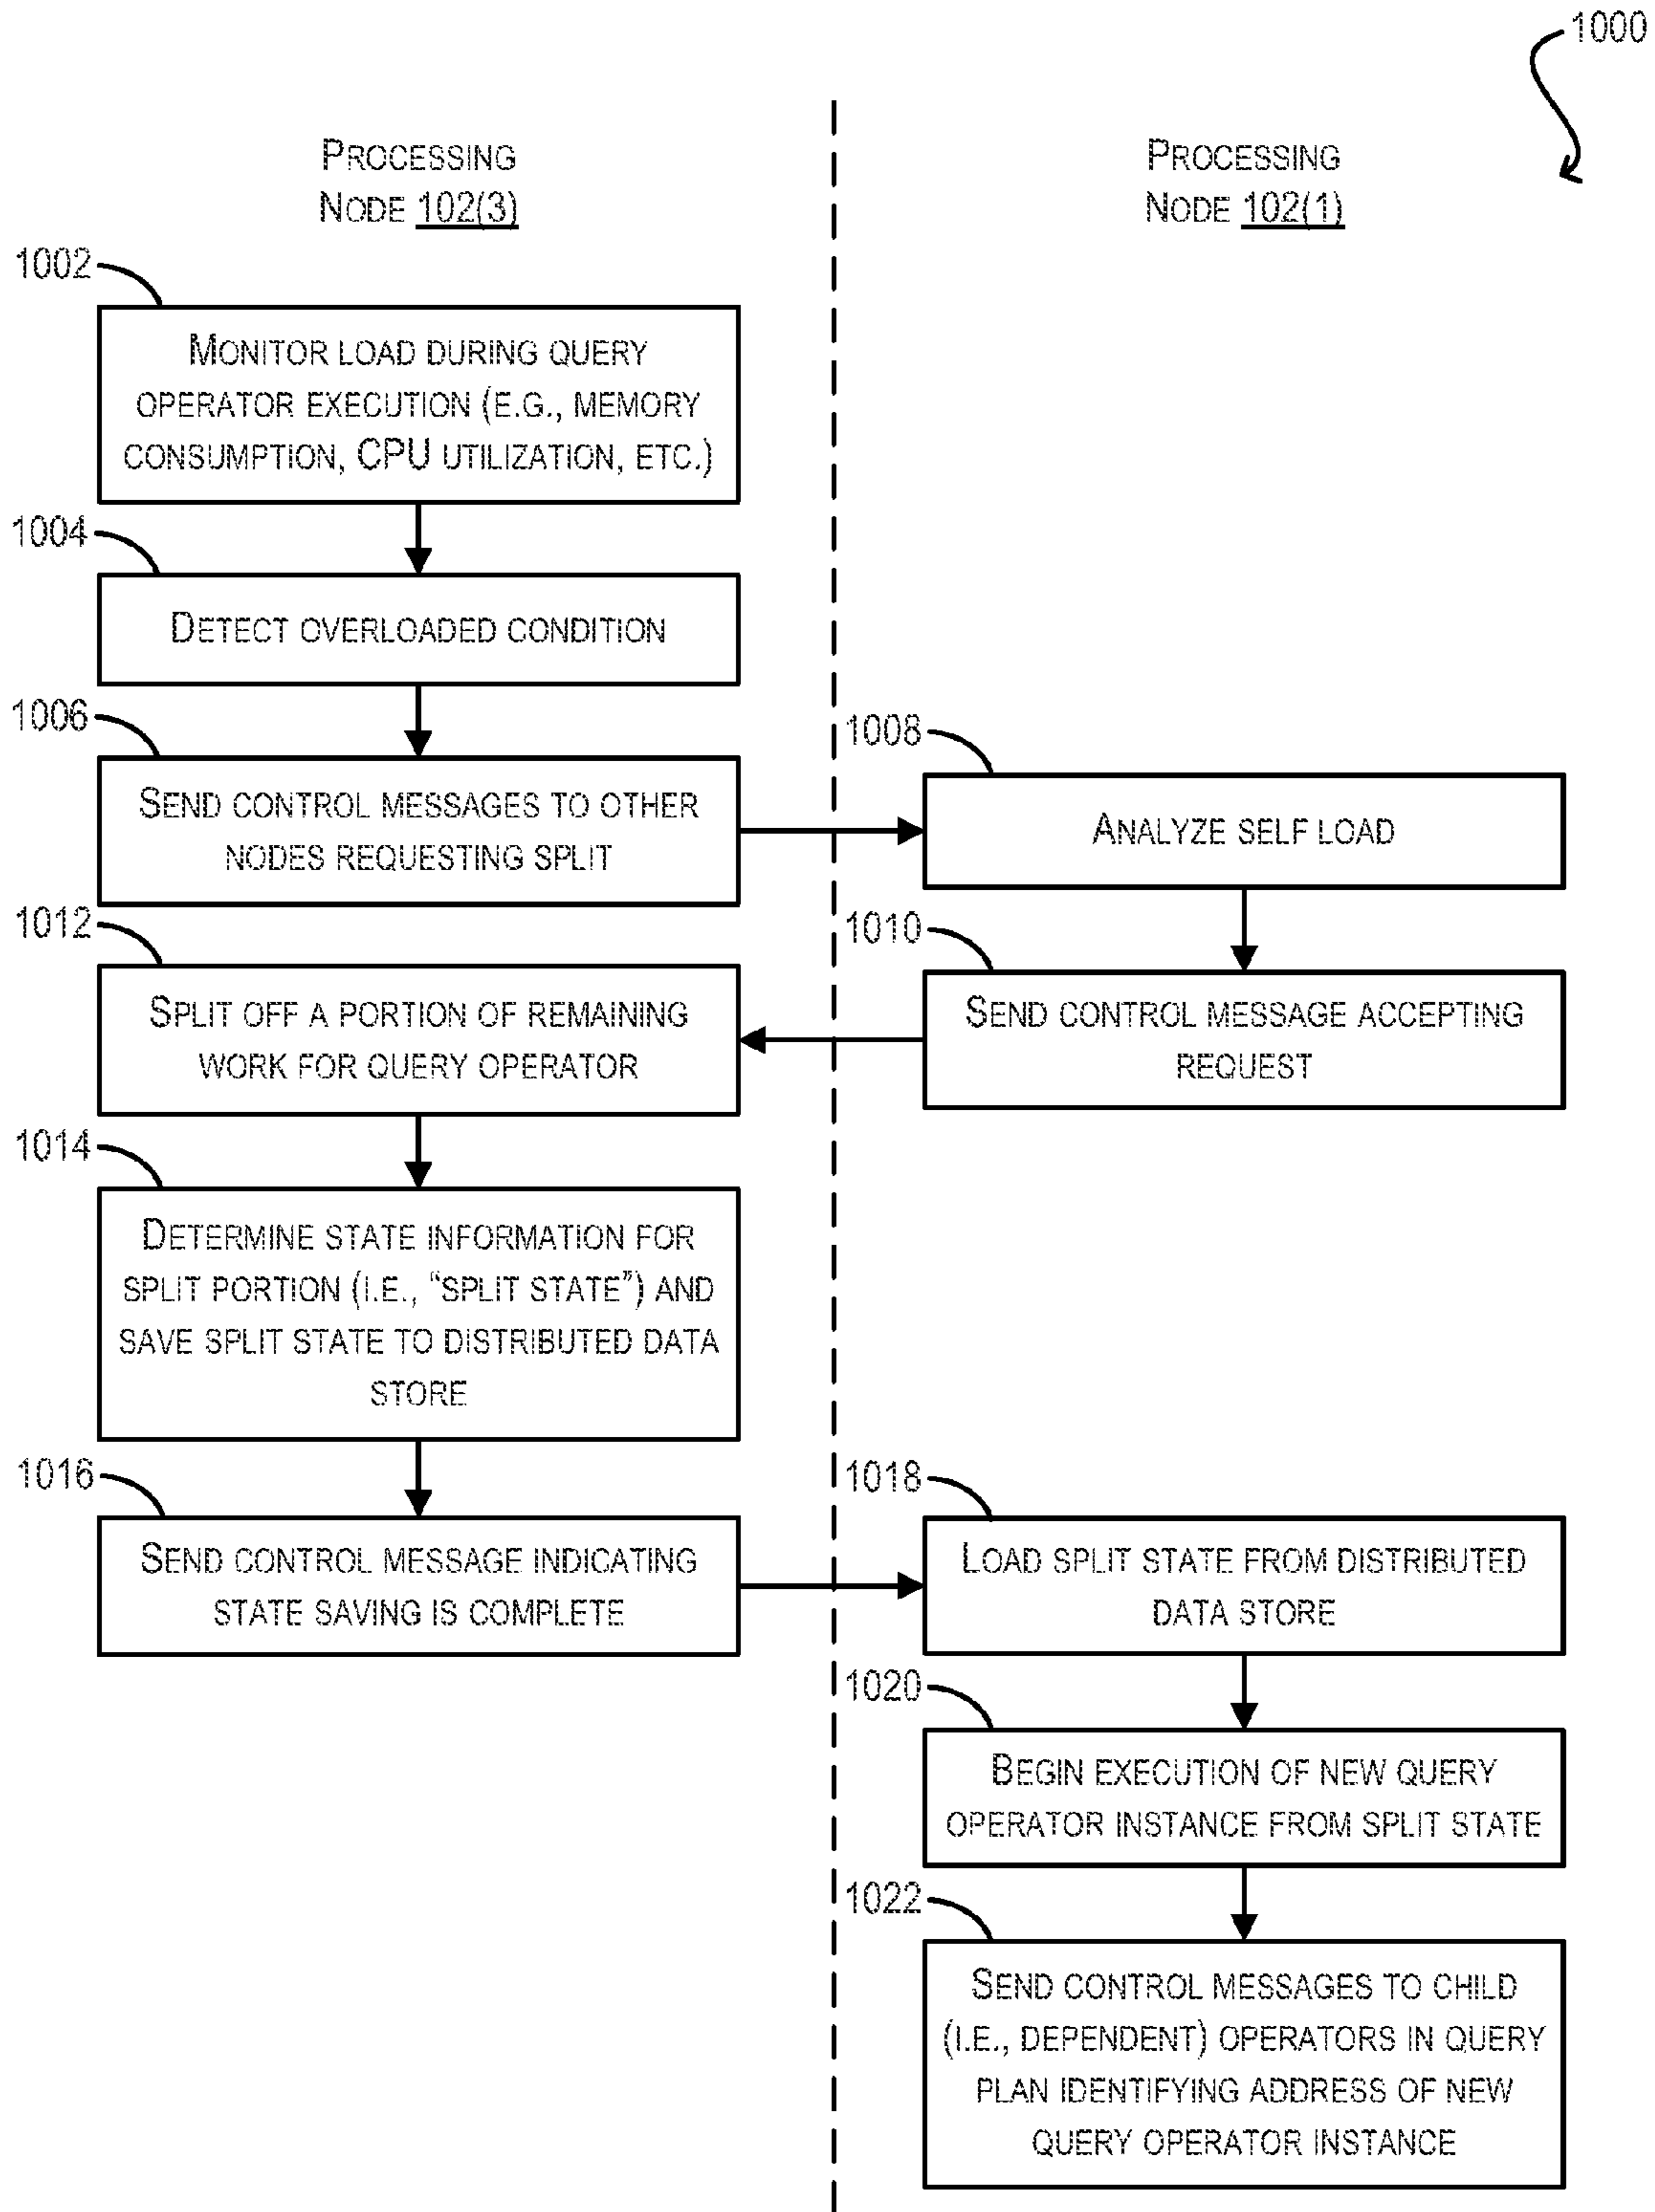 1000
PROCESSING
NODE 102(3)
PROCESSING
NODE 102(1)
1002
MONITOR LOAD DURING QUERY
OPERATOR EXECUTION (E.G., MEMORY
CONSUMPTION, CPU UTILIZATION, ETC.)
1004
DETECT OVERLOADED CONDITION
1006
SEND CONTROL MESSAGES TO OTHER
NODES REQUESTING SPLIT
1008
ANALYZE SELF LOAD
1010
SEND CONTROL MESSAGE ACCEPTING
REQUEST
1012
SPLIT OFF A PORTION OF REMAINING
WORK FOR QUERY OPERATOR
1014
DETERMINE STATE INFORMATION FOR
SPLIT PORTION (I.E., “SPLIT STATE”) AND
SAVE SPLIT STATE TO DISTRIBUTED DATA
STORE
1016
SEND CONTROL MESSAGE INDICATING
STATE SAVING IS COMPLETE
1018
LOAD SPLIT STATE FROM DISTRIBUTED
DATA STORE
1020
BEGIN EXECUTION OF NEW QUERY
OPERATOR INSTANCE FROM SPLIT STATE
1022
SEND CONTROL MESSAGES TO CHILD
(I.E., DEPENDENT) OPERATORS IN QUERY
PLAN IDENTIFYING ADDRESS OF NEW
QUERY OPERATOR INSTANCE